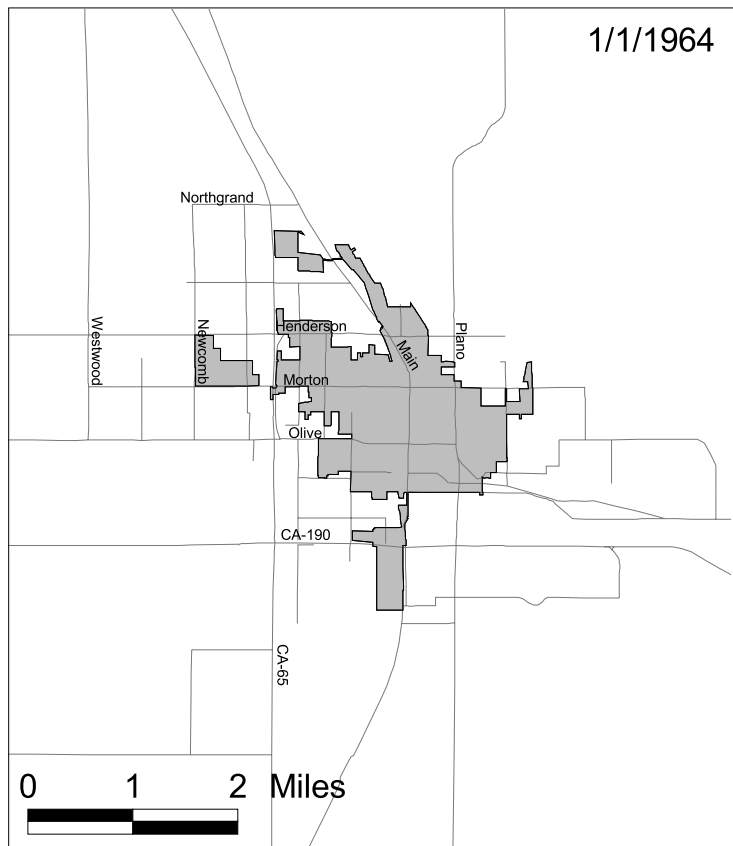 1/1/1964
Northgrand
Henderson
Westwood
Newcomb
Main
Plano
Morton
Olive
CA-190
CA-65
0 1 2 Miles